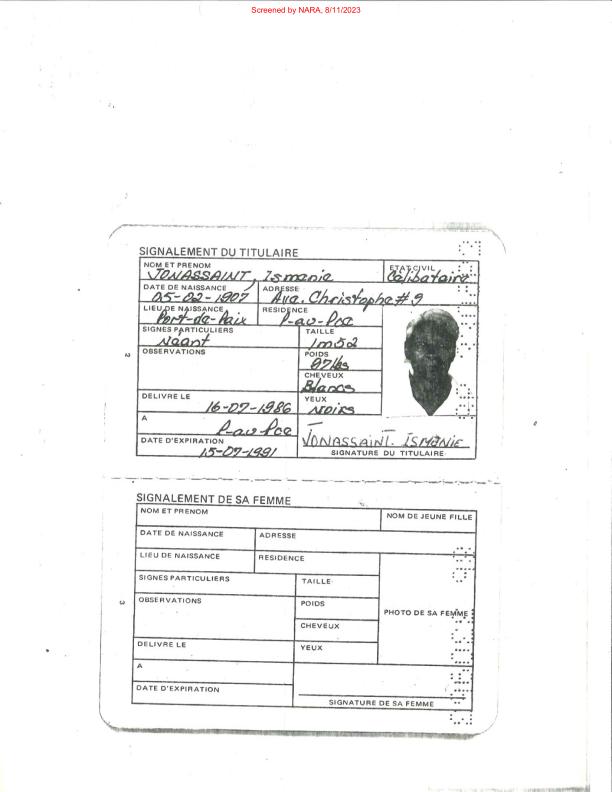 Screened by NARA, 8/11/2023
SIGNALEMENT DU TITULAIRE
NOM ET PRENOM
JONASSAINT, Ismanie
ETAT CIVIL
Célibataire
DATE DE NAISSANCE
05-02-1907
ADRESSE
Ave. Christophe #9
LIEU DE NAISSANCE
Port-de-Paix
RESIDENCE
P-au-Pce
SIGNES PARTICULIERS
Néant
TAILLE
1m52
OBSERVATIONS
POIDS
97lbs
CHEVEUX
Blancs
DELIVRE LE
16-07-1986
YEUX
NOIRS
A
P-au-Pce
DATE D'EXPIRATION
15-07-1991
JONASSAINT. ISMANIE
SIGNATURE DU TITULAIRE
2
SIGNALEMENT DE SA FEMME
NOM ET PRENOM
NOM DE JEUNE FILLE
DATE DE NAISSANCE
ADRESSE
LIEU DE NAISSANCE
RESIDENCE
SIGNES PARTICULIERS
TAILLE
OBSERVATIONS
POIDS
PHOTO DE SA FEMME
CHEVEUX
DELIVRE LE
YEUX
A
DATE D'EXPIRATION
SIGNATURE DE SA FEMME
3